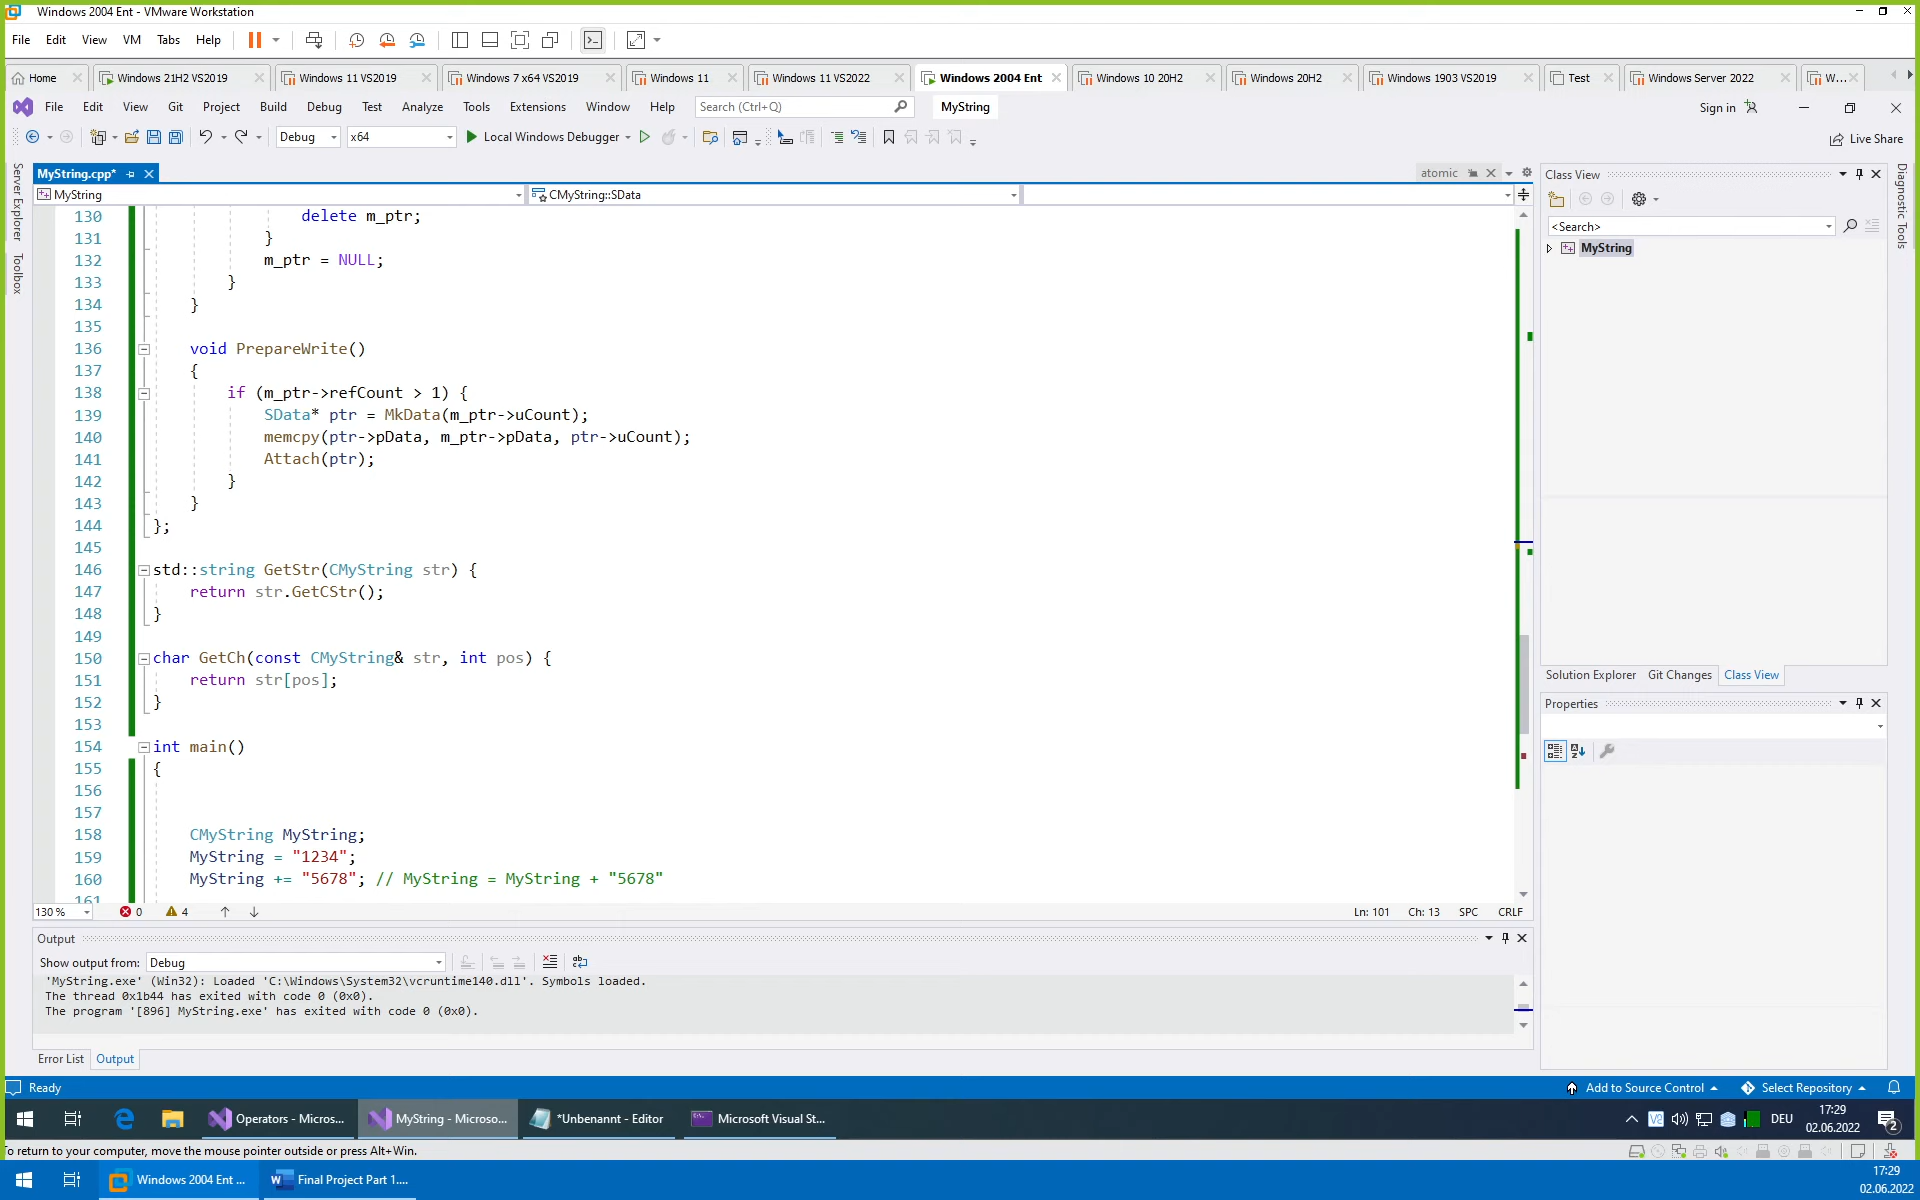 Windows 2004 Ent - VMware Workstation
File Edit View VM Tabs Help
Home Windows 21H2 VS2019 Windows 11 VS2019 Windows 7 x64 VS2019 Windows 11 Windows 11 VS2022 Windows 2004 Ent Windows 10 20H2 Windows 20H2 Windows 1903 VS2019 Test Windows Server 2022 W...
File Edit View Git Project Build Debug Test Analyze Tools Extensions Window Help Search (Ctrl+Q) MyString Sign in
Debug x64 Local Windows Debugger Live Share
Server Explorer
Toolbox
MyString.cpp* atomic
MyString CMyString::SData
130 delete m_ptr;
131 }
132 m_ptr = NULL;
133 }
134 }
135
136 void PrepareWrite()
137 {
138 if (m_ptr->refCount > 1) {
139 SData* ptr = MkData(m_ptr->uCount);
140 memcpy(ptr->pData, m_ptr->pData, ptr->uCount);
141 Attach(ptr);
142 }
143 }
144 };
145
146 std::string GetStr(CMyString str) {
147 return str.GetCStr();
148 }
149
150 char GetCh(const CMyString& str, int pos) {
151 return str[pos];
152 }
153
154 int main()
155 {
156
157
158 CMyString MyString;
159 MyString = "1234";
160 MyString += "5678"; // MyString = MyString + "5678"
161
130 % 0 4 Ln: 101 Ch: 13 SPC CRLF
Output
Show output from: Debug
'MyString.exe' (Win32): Loaded 'C:\Windows\System32\vcruntime140.dll'. Symbols loaded.
The thread 0x1b44 has exited with code 0 (0x0).
The program '[896] MyString.exe' has exited with code 0 (0x0).
Error List Output
Class View
<Search>
MyString
Solution Explorer Git Changes Class View
Properties
Diagnostic Tools
Ready Add to Source Control Select Repository
Operators - Micros... MyString - Microso... *Unbenannt - Editor Microsoft Visual St... DEU 17:29
02.06.2022 2
To return to your computer, move the mouse pointer outside or press Alt+Win.
Windows 2004 Ent ... Final Project Part 1.... 17:29
02.06.2022